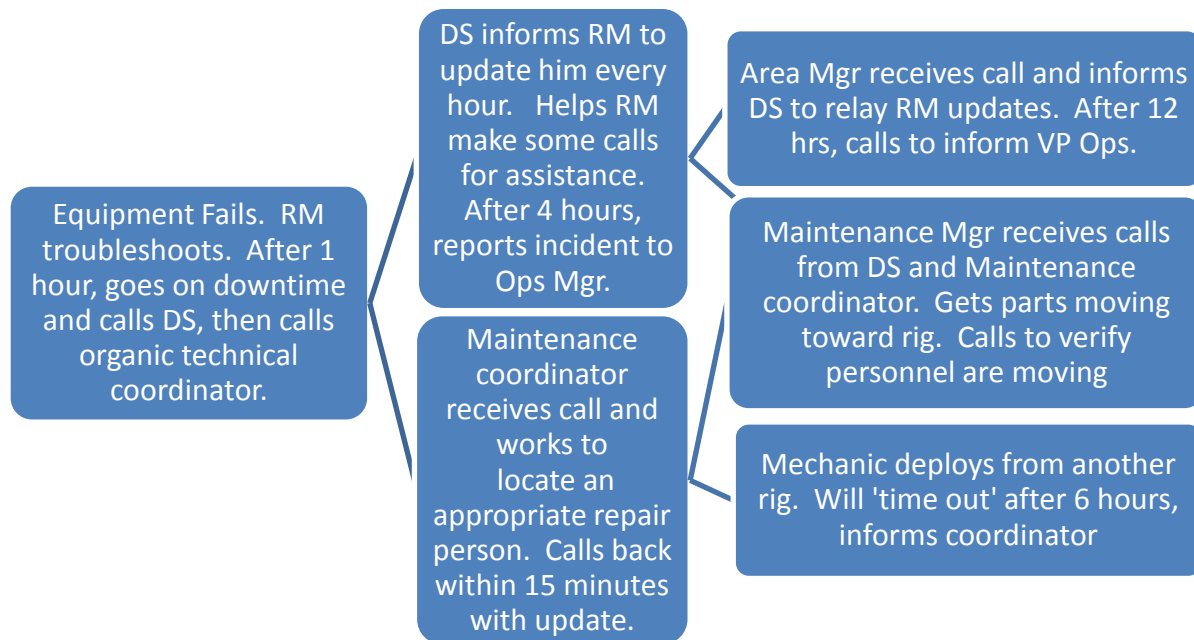 Equipment Fails.  RM
troubleshoots.  After 1
hour, goes on downtime
and calls DS, then calls
organic technical
coordinator.
DS informs RM to
update him every
hour.   Helps RM
make some calls
for assistance.
After 4 hours,
reports incident to
Ops Mgr.
Maintenance
coordinator
receives call and
works to
locate an
appropriate repair
person.  Calls back
within 15 minutes
with update.
Area Mgr receives call and informs
DS to relay RM updates.  After 12
hrs, calls to inform VP Ops.
Maintenance Mgr receives calls
from DS and Maintenance
coordinator.  Gets parts moving
toward rig.  Calls to verify
personnel are moving
Mechanic deploys from another
rig.  Will 'time out' after 6 hours,
informs coordinator